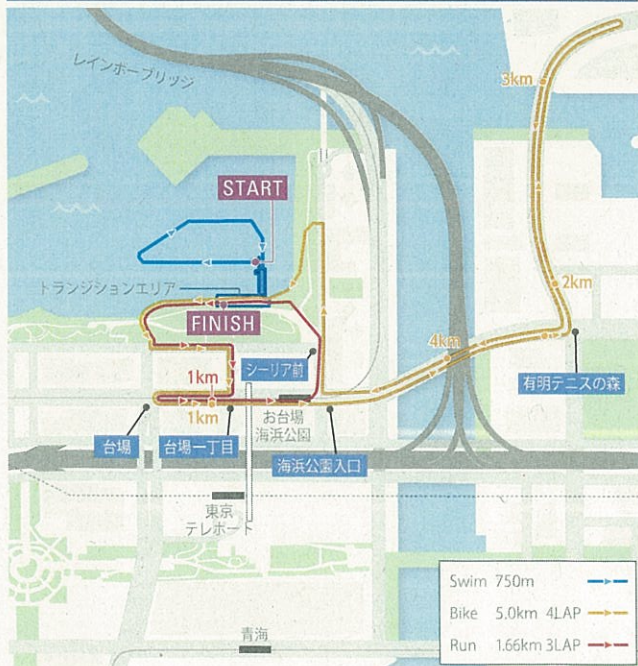 レインボーブリッジ
3km
START
トランジションエリア
2km
FINISH
4km
シーリア前
1km
有明テニスの森
1km
お台場
海浜公園
台場
台場一丁目
海浜公園入口
東京
テレポート
Swim 750m
Bike 5.0km 4LAP
Run 1.66km 3LAP
青海